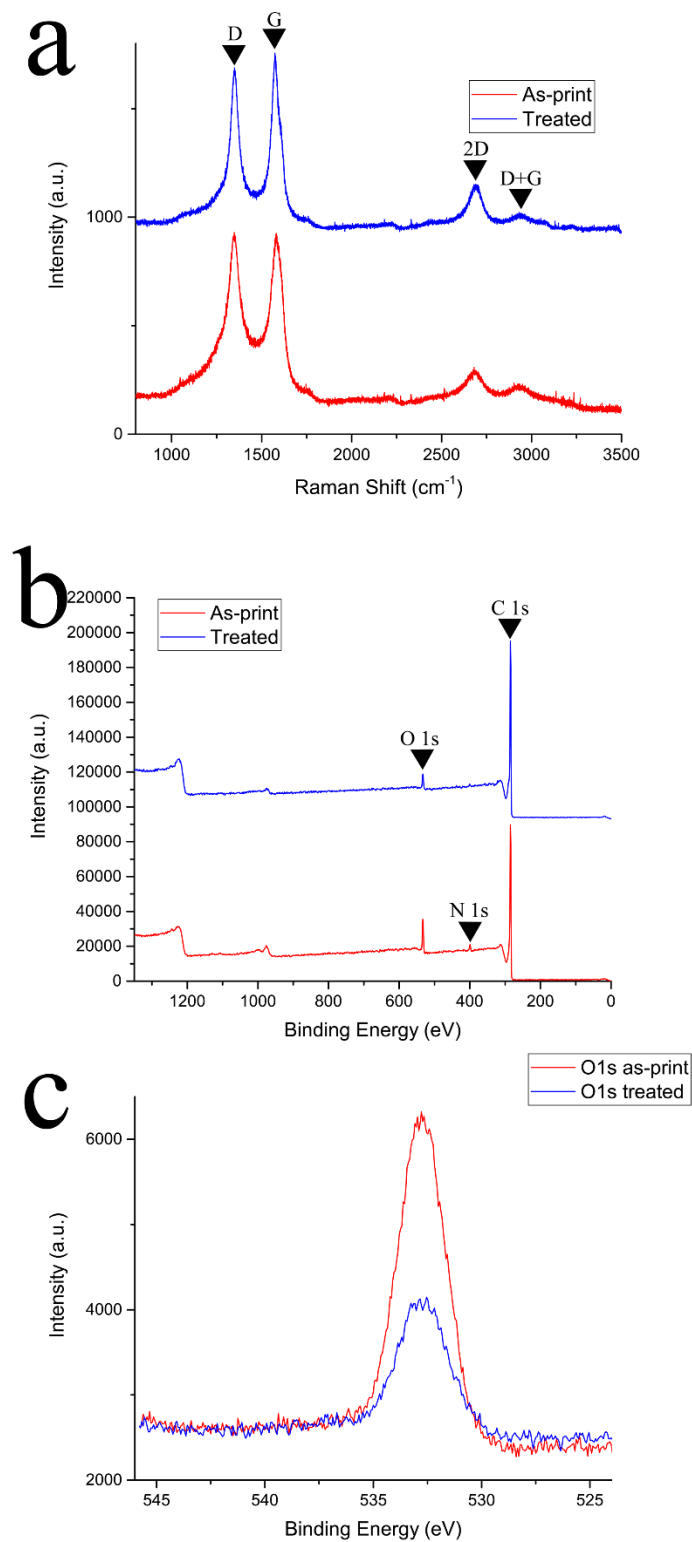 a
D
G
As-print
Treated
2D
D+G
1000
0
Intensity (a.u.)
1000
1500
2000
2500
3000
3500
Raman Shift (cm⁻¹)
b
As-print
Treated
C 1s
O 1s
N 1s
220000
200000
180000
160000
140000
120000
100000
80000
60000
40000
20000
0
Intensity (a.u.)
1200
1000
800
600
400
200
0
Binding Energy (eV)
c
O1s as-print
O1s treated
6000
4000
2000
Intensity (a.u.)
545
540
535
530
525
Binding Energy (eV)